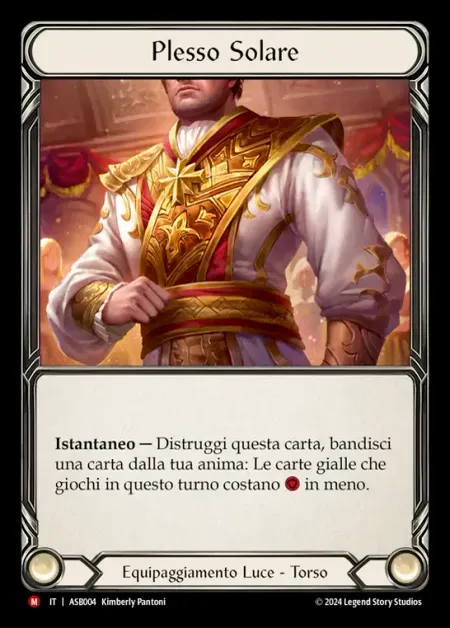 Plesso Solare
Istantaneo — Distruggi questa carta, bandisci
una carta dalla tua anima: Le carte gialle che
giochi in questo turno costano in meno.
Equipaggiamento Luce - Torso
M IT | ASB004 Kimberly Pantoni © 2024 Legend Story Studios